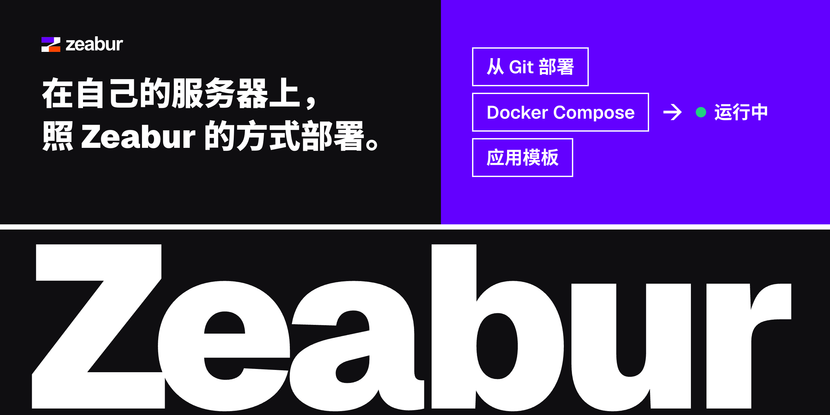 zeabur
在自己的服务器上，
照 Zeabur 的方式部署。
从 Git 部署
Docker Compose
→
运行中
应用模板
Zeabur